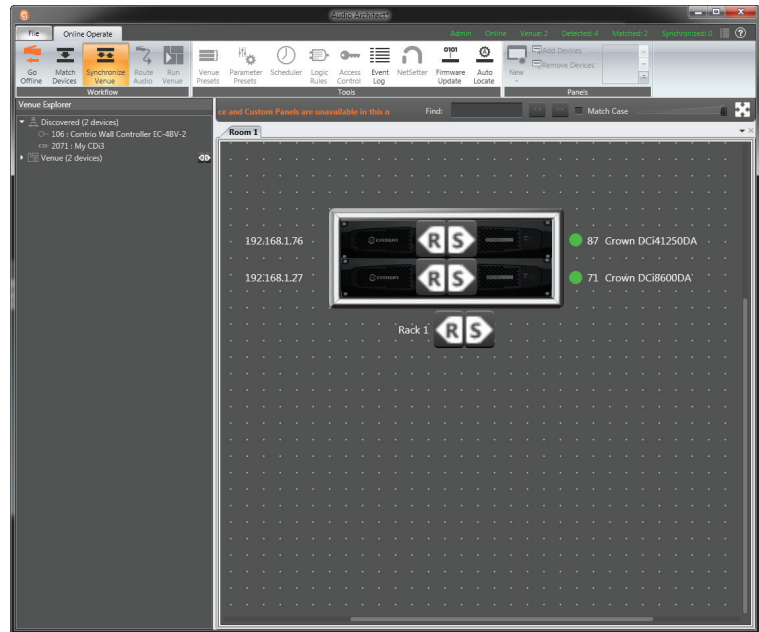 Audio Architect
File Online Operate Admin Online Venue: 2 Detected: 4 Matched: 2 Synchronized: 0
Go Offline
Match Devices
Synchronize Venue
Route Audio
Run Venue
Workflow
Venue Presets
Parameter Presets
Scheduler
Logic Rules
Access Control
Event Log
NetSetter
0101
Firmware Update
Auto Locate
Tools
New
Add Devices
Remove Devices
Panels
Venue Explorer
Discovered (2 devices)
106 : Contrio Wall Controller EC-4BV-2
2071 : My CDi3
Venue (2 devices)
ce and Custom Panels are unavailable in this n
Find:
Match Case
Room 1
192.168.1.76 crown R S 87 Crown DCi41250DA
192.168.1.27 crown R S 71 Crown DCi8600DA
Rack 1 R S